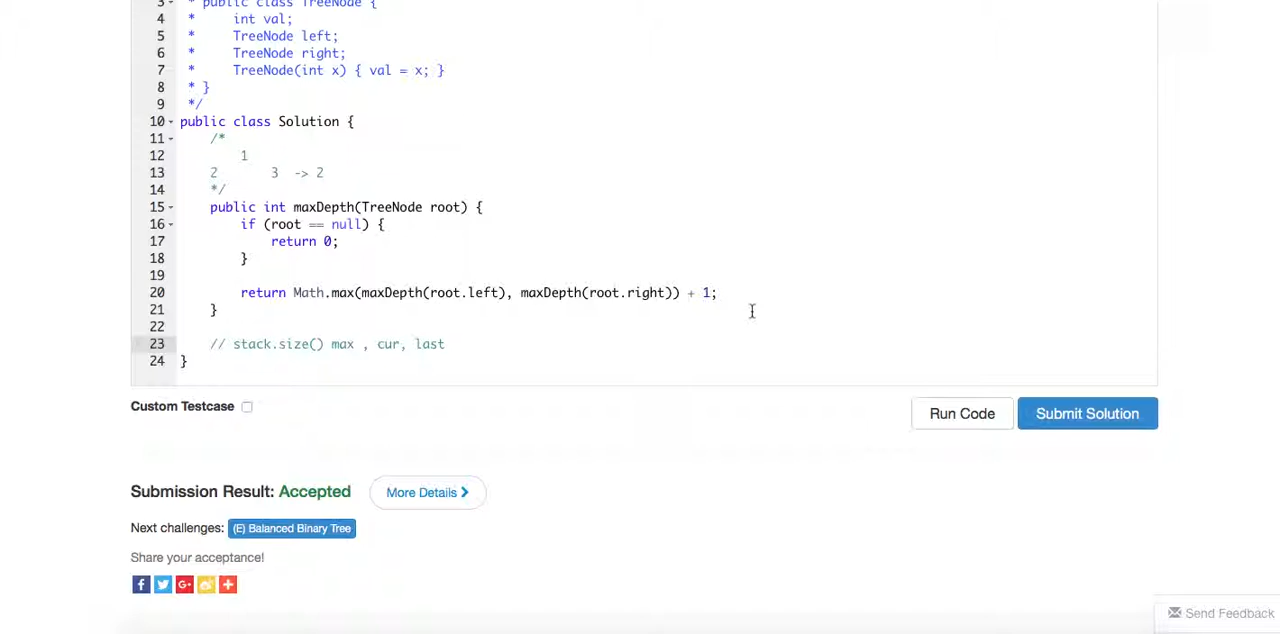 3 * public class TreeNode {
4 *     int val;
5 *     TreeNode left;
6 *     TreeNode right;
7 *     TreeNode(int x) { val = x; }
8 * }
9 */
10 public class Solution {
11     /*
12         1
13     2       3  -> 2
14     */
15     public int maxDepth(TreeNode root) {
16         if (root == null) {
17             return 0;
18         }
19
20         return Math.max(maxDepth(root.left), maxDepth(root.right)) + 1;
21     }
22
23     // stack.size() max , cur, last
24 }
Custom Testcase
Run Code
Submit Solution
Submission Result: Accepted
More Details
Next challenges: (E) Balanced Binary Tree
Share your acceptance!
Send Feedback